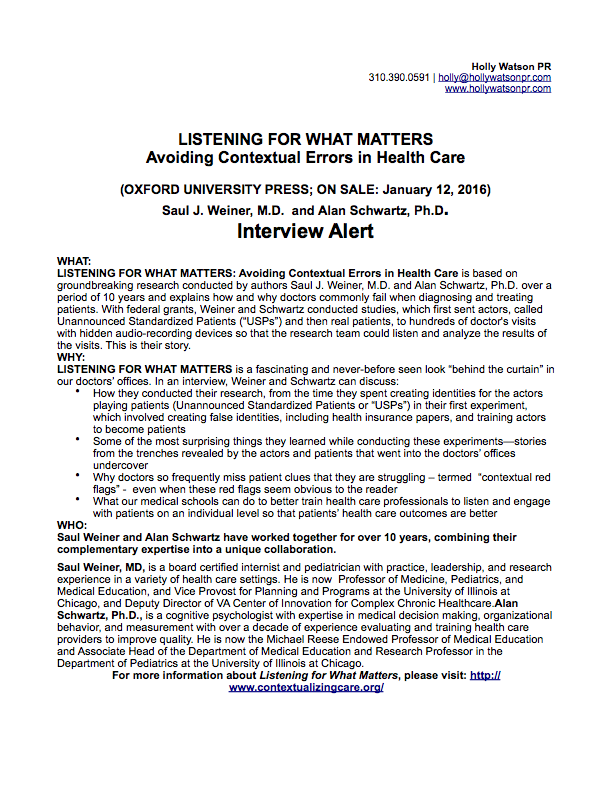 Holly Watson PR
310.390.0591 | holly@hollywatsonpr.com
www.hollywatsonpr.com
LISTENING FOR WHAT MATTERS
Avoiding Contextual Errors in Health Care
(OXFORD UNIVERSITY PRESS; ON SALE: January 12, 2016)
Saul J. Weiner, M.D.  and Alan Schwartz, Ph.D.
Interview Alert
WHAT:
LISTENING FOR WHAT MATTERS: Avoiding Contextual Errors in Health Care is based on
groundbreaking research conducted by authors Saul J. Weiner, M.D. and Alan Schwartz, Ph.D. over a
period of 10 years and explains how and why doctors commonly fail when diagnosing and treating
patients. With federal grants, Weiner and Schwartz conducted studies, which first sent actors, called
Unannounced Standardized Patients (“USPs”) and then real patients, to hundreds of doctor's visits
with hidden audio-recording devices so that the research team could listen and analyze the results of
the visits. This is their story.
WHY:
LISTENING FOR WHAT MATTERS is a fascinating and never-before seen look “behind the curtain” in
our doctors’ offices. In an interview, Weiner and Schwartz can discuss:
• How they conducted their research, from the time they spent creating identities for the actors
playing patients (Unannounced Standardized Patients or “USPs”) in their first experiment,
which involved creating false identities, including health insurance papers, and training actors
to become patients
• Some of the most surprising things they learned while conducting these experiments—stories
from the trenches revealed by the actors and patients that went into the doctors’ offices
undercover
• Why doctors so frequently miss patient clues that they are struggling – termed  “contextual red
flags” -  even when these red flags seem obvious to the reader
• What our medical schools can do to better train health care professionals to listen and engage
with patients on an individual level so that patients’ health care outcomes are better
WHO:
Saul Weiner and Alan Schwartz have worked together for over 10 years, combining their
complementary expertise into a unique collaboration.
Saul Weiner, MD, is a board certified internist and pediatrician with practice, leadership, and research
experience in a variety of health care settings. He is now  Professor of Medicine, Pediatrics, and
Medical Education, and Vice Provost for Planning and Programs at the University of Illinois at
Chicago, and Deputy Director of VA Center of Innovation for Complex Chronic Healthcare.Alan
Schwartz, Ph.D., is a cognitive psychologist with expertise in medical decision making, organizational
behavior, and measurement with over a decade of experience evaluating and training health care
providers to improve quality. He is now the Michael Reese Endowed Professor of Medical Education
and Associate Head of the Department of Medical Education and Research Professor in the
Department of Pediatrics at the University of Illinois at Chicago.
For more information about Listening for What Matters, please visit: http://
www.contextualizingcare.org/